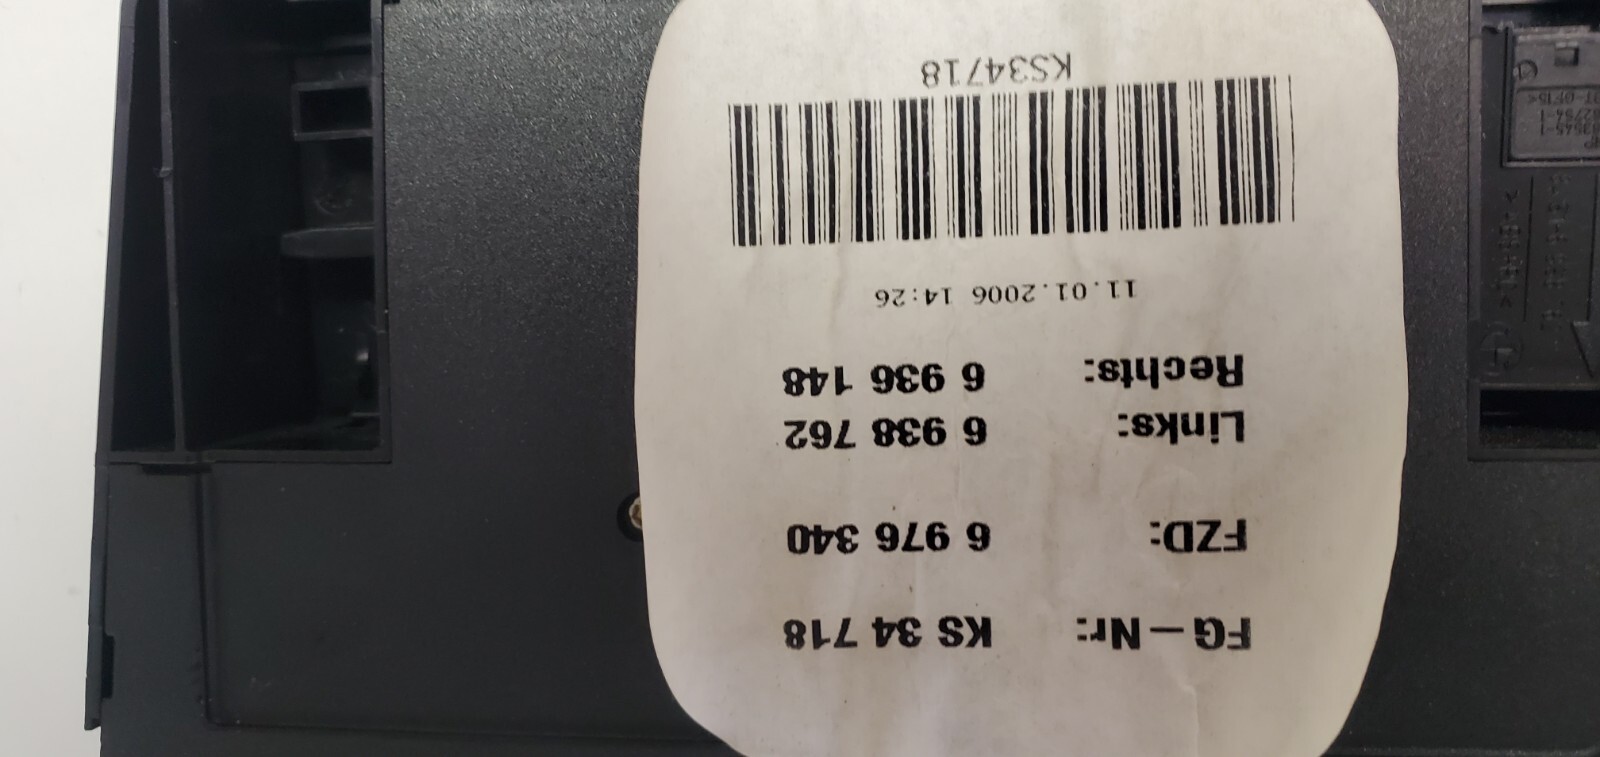 FG-Nr: KS 34 718
FZD: 6 976 340
Links: 6 938 762
Rechts: 6 936 148
11.01.2006 14:26
KS34718